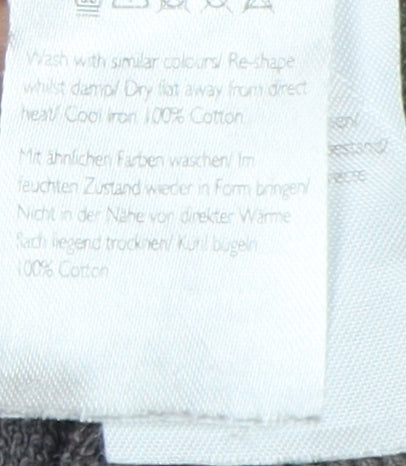 Wash with similar colours/ Re-shape
whilst damp/ Dry flat away from direct
heat/ Cool iron 100% Cotton
Mit ähnlichen Farben waschen/ Im
feuchten Zustand wieder in Form bringen/
Nicht in der Nähe von direkter Wärme
flach liegend trocknen/ Kühl bügeln
100% Cotton